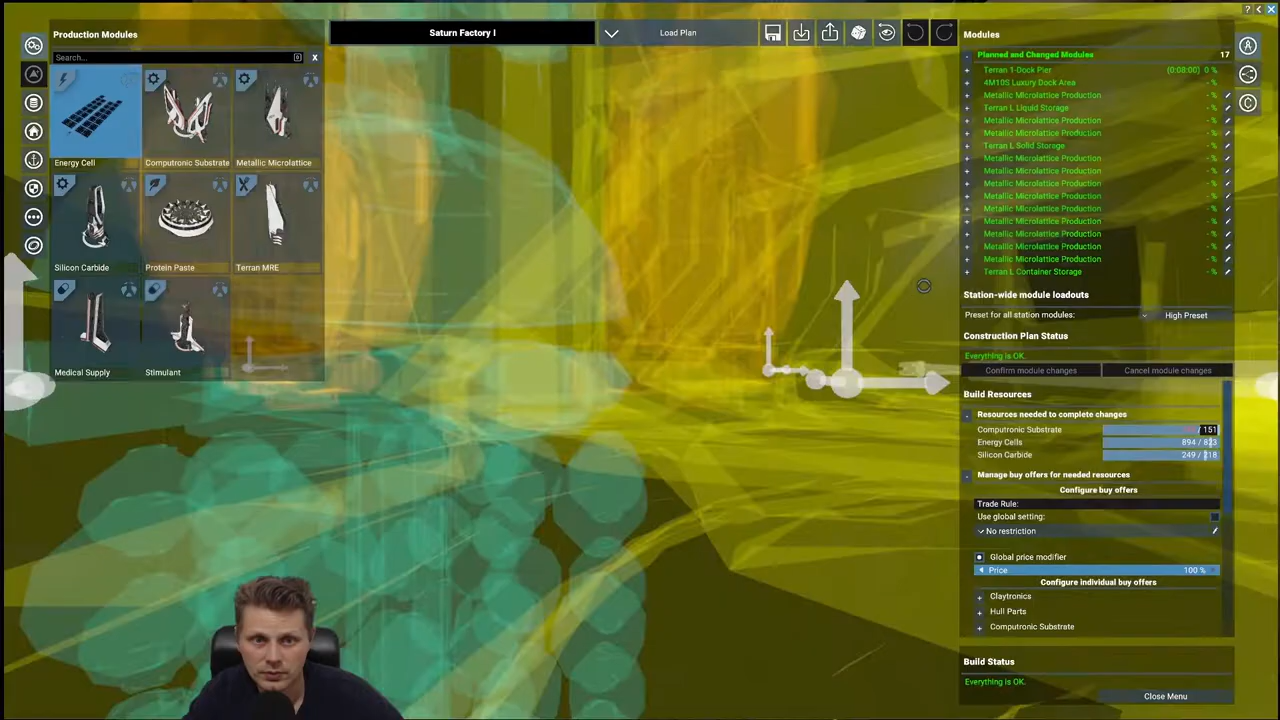 Production Modules
Search...
x
Energy Cell
Computronic Substrate
Metallic Microlattice
Silicon Carbide
Protein Paste
Terran MRE
Medical Supply
Stimulant
Saturn Factory I
Load Plan
? < X
Modules
- Planned and Changed Modules 17
+ Terran 1-Dock Pier (0:08:00) 0 %
+ 4M10S Luxury Dock Area - %
+ Metallic Microlattice Production - %
+ Terran L Liquid Storage - %
+ Metallic Microlattice Production - %
+ Metallic Microlattice Production - %
+ Terran L Solid Storage - %
+ Metallic Microlattice Production - %
+ Metallic Microlattice Production - %
+ Metallic Microlattice Production - %
+ Metallic Microlattice Production - %
+ Metallic Microlattice Production - %
+ Metallic Microlattice Production - %
+ Metallic Microlattice Production - %
+ Metallic Microlattice Production - %
+ Metallic Microlattice Production - %
+ Terran L Container Storage - %
Station-wide module loadouts
Preset for all station modules: High Preset
Construction Plan Status
Everything is OK.
Confirm module changes
Cancel module changes
Build Resources
- Resources needed to complete changes
Computronic Substrate / 151
Energy Cells 894 / 823
Silicon Carbide 249 / 218
- Manage buy offers for needed resources
Configure buy offers
Trade Rule:
Use global setting:
No restriction
Global price modifier
Price 100 %
Configure individual buy offers
+ Claytronics
+ Hull Parts
+ Computronic Substrate
Build Status
Everything is OK.
Close Menu